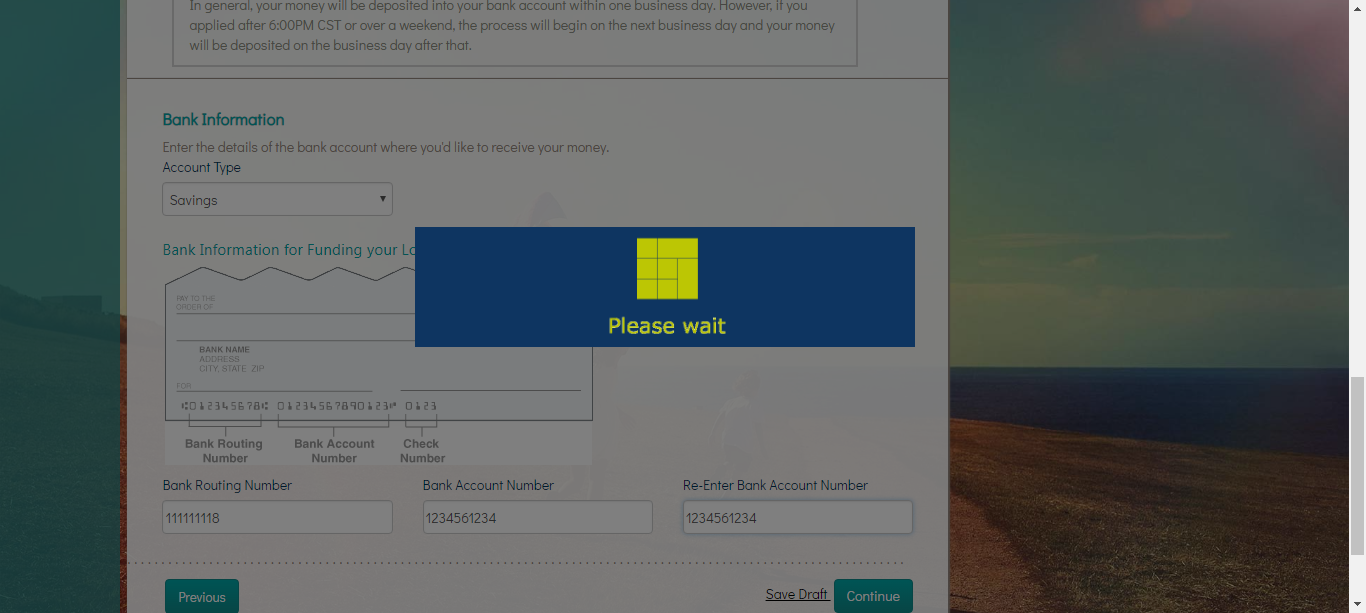 In general, your money will be deposited into your bank account within one business day. However, if you
applied after 6:00PM CST or over a weekend, the process will begin on the next business day and your money
will be deposited on the business day after that.
Bank Information
Enter the details of the bank account where you'd like to receive your money.
Account Type
Savings
Bank Information for Funding your
Please wait
PAY TO THE
ORDER OF
BANK NAME
ADDRESS
CITY, STATE ZIP
FOR
⑆012345678⑆ 01234567890123⑈ 0123
Bank Routing Number
Bank Account Number
Check Number
Bank Routing Number
Bank Account Number
Re-Enter Bank Account Number
111111118
1234561234
1234561234
Previous
Save Draft
Continue